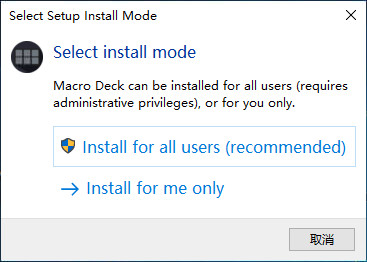 Select Setup Install Mode
Select install mode
Macro Deck can be installed for all users (requires
administrative privileges), or for you only.
Install for all users (recommended)
Install for me only
取消